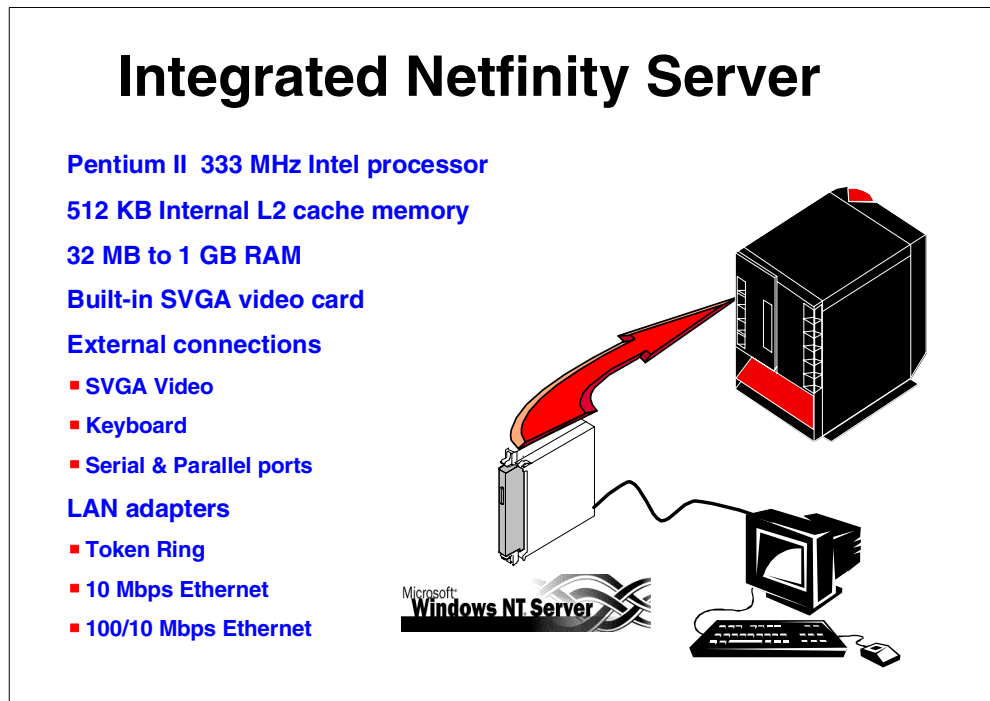 Integrated Netfinity Server
Pentium II 333 MHz Intel processor
512 KB Internal L2 cache memory
32 MB to 1 GB RAM
Built-in SVGA video card
External connections
SVGA Video
Keyboard
Serial & Parallel ports
LAN adapters
Token Ring
10 Mbps Ethernet
100/10 Mbps Ethernet
Microsoft
Windows NT Server